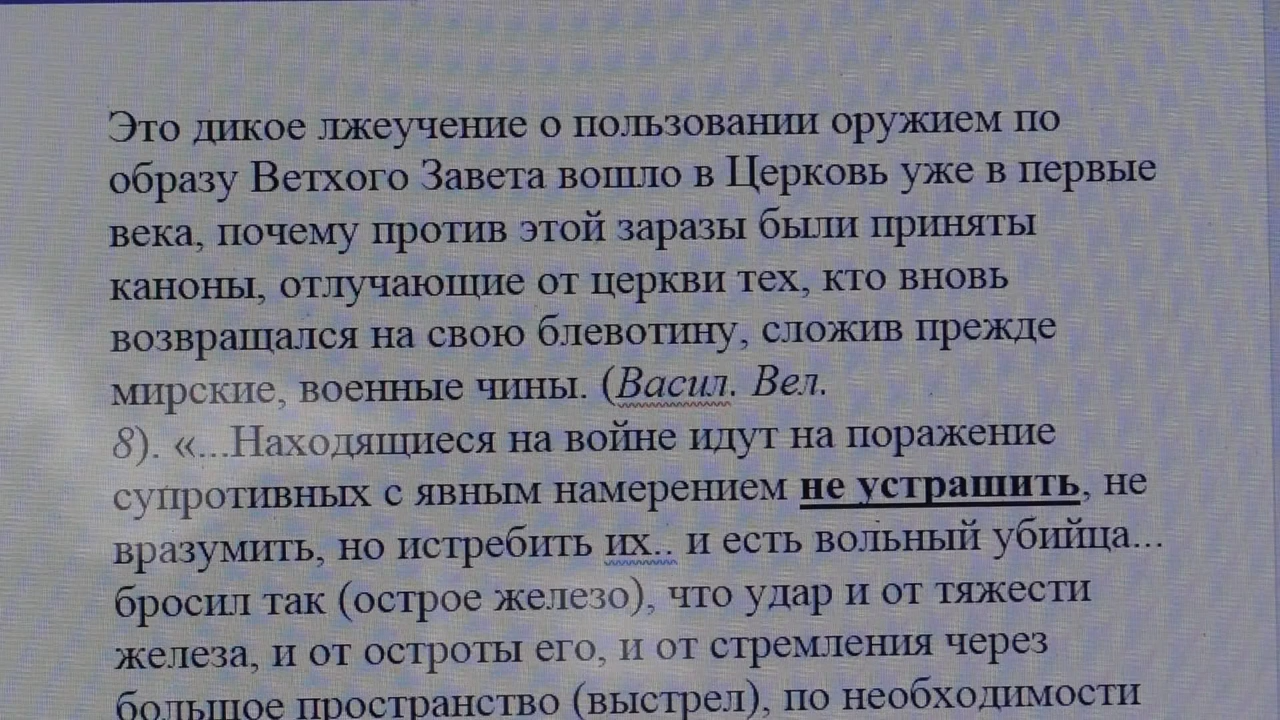 Это дикое лжеучение о пользовании оружием по
образу Ветхого Завета вошло в Церковь уже в первые
века, почему против этой заразы были приняты
каноны, отлучающие от церкви тех, кто вновь
возвращался на свою блевотину, сложив прежде
мирские, военные чины. (Васил. Вел.
8). «...Находящиеся на войне идут на поражение
супротивных с явным намерением не устрашить, не
вразумить, но истребить их.. и есть вольный убийца...
бросил так (острое железо), что удар и от тяжести
железа, и от остроты его, и от стремления через
большое пространство (выстрел), по необходимости